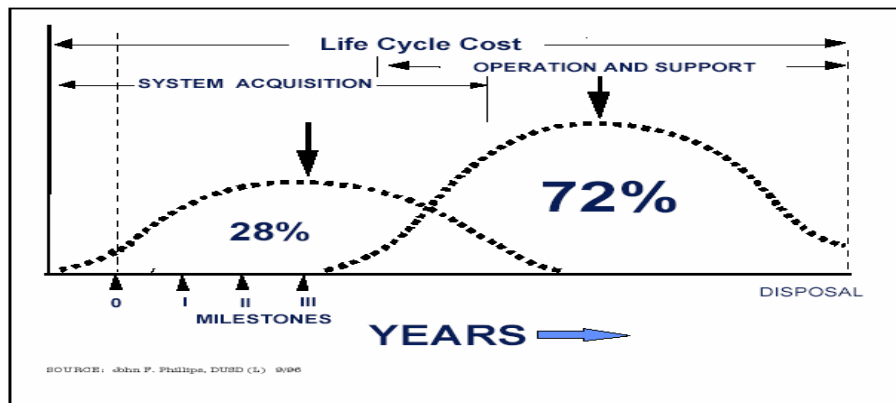 Life Cycle Cost
OPERATION AND SUPPORT
SYSTEM ACQUISITION
72%
28%
0 I II III
DISPOSAL
MILESTONES
YEARS
SOURCE: John F. Phillips, DUSD (L) 9/96